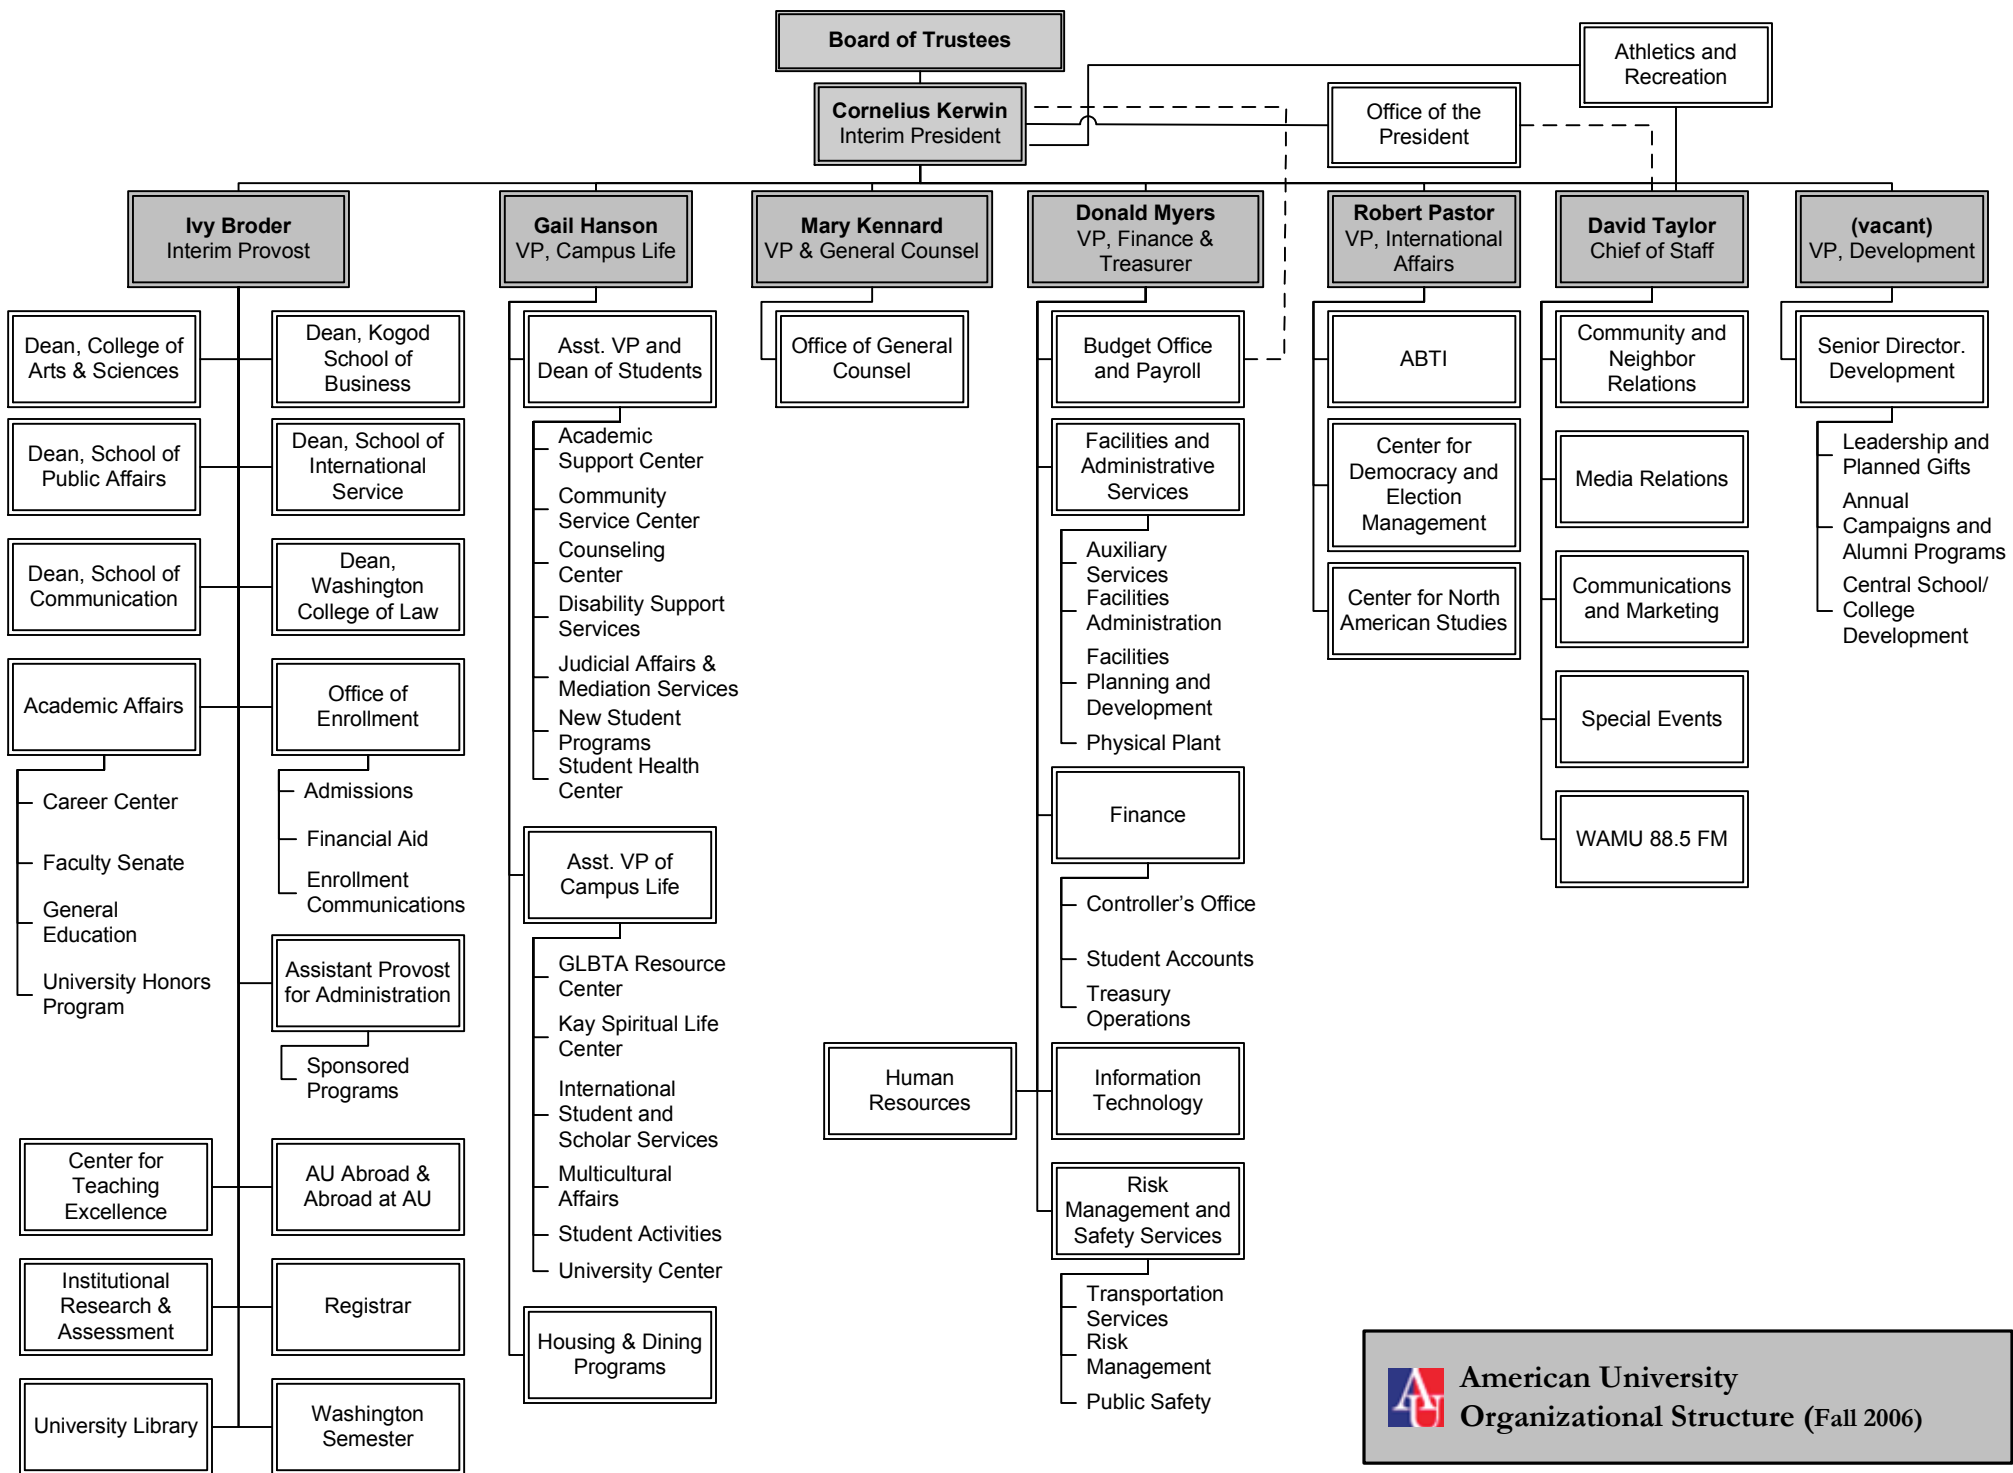 Board of Trustees
Athletics and
Recreation
Cornelius Kerwin
Interim President
Office of the
President
Ivy Broder
Interim Provost
Gail Hanson
VP, Campus Life
Mary Kennard
VP & General Counsel
Donald Myers
VP, Finance &
Treasurer
Robert Pastor
VP, International
Affairs
David Taylor
Chief of Staff
(vacant)
VP, Development
Dean, College of
Arts & Sciences
Dean, Kogod
School of
Business
Dean, School of
Public Affairs
Dean, School of
International
Service
Dean, School of
Communication
Dean,
Washington
College of Law
Academic Affairs
Office of
Enrollment
Career Center
Faculty Senate
General
Education
University Honors
Program
Admissions
Financial Aid
Enrollment
Communications
Assistant Provost
for Administration
Sponsored
Programs
Center for
Teaching
Excellence
AU Abroad &
Abroad at AU
Institutional
Research &
Assessment
Registrar
University Library
Washington
Semester
Asst. VP and
Dean of Students
Academic
Support Center
Community
Service Center
Counseling
Center
Disability Support
Services
Judicial Affairs &
Mediation Services
New Student
Programs
Student Health
Center
Asst. VP of
Campus Life
GLBTA Resource
Center
Kay Spiritual Life
Center
International
Student and
Scholar Services
Multicultural
Affairs
Student Activities
University Center
Housing & Dining
Programs
Office of General
Counsel
Budget Office
and Payroll
Facilities and
Administrative
Services
Auxiliary
Services
Facilities
Administration
Facilities
Planning and
Development
Physical Plant
Finance
Controller’s Office
Student Accounts
Treasury
Operations
Human
Resources
Information
Technology
Risk
Management and
Safety Services
Transportation
Services
Risk
Management
Public Safety
ABTI
Center for
Democracy and
Election
Management
Center for North
American Studies
Community and
Neighbor
Relations
Media Relations
Communications
and Marketing
Special Events
WAMU 88.5 FM
Senior Director.
Development
Leadership and
Planned Gifts
Annual
Campaigns and
Alumni Programs
Central School/
College
Development
AU
American University
Organizational Structure (Fall 2006)